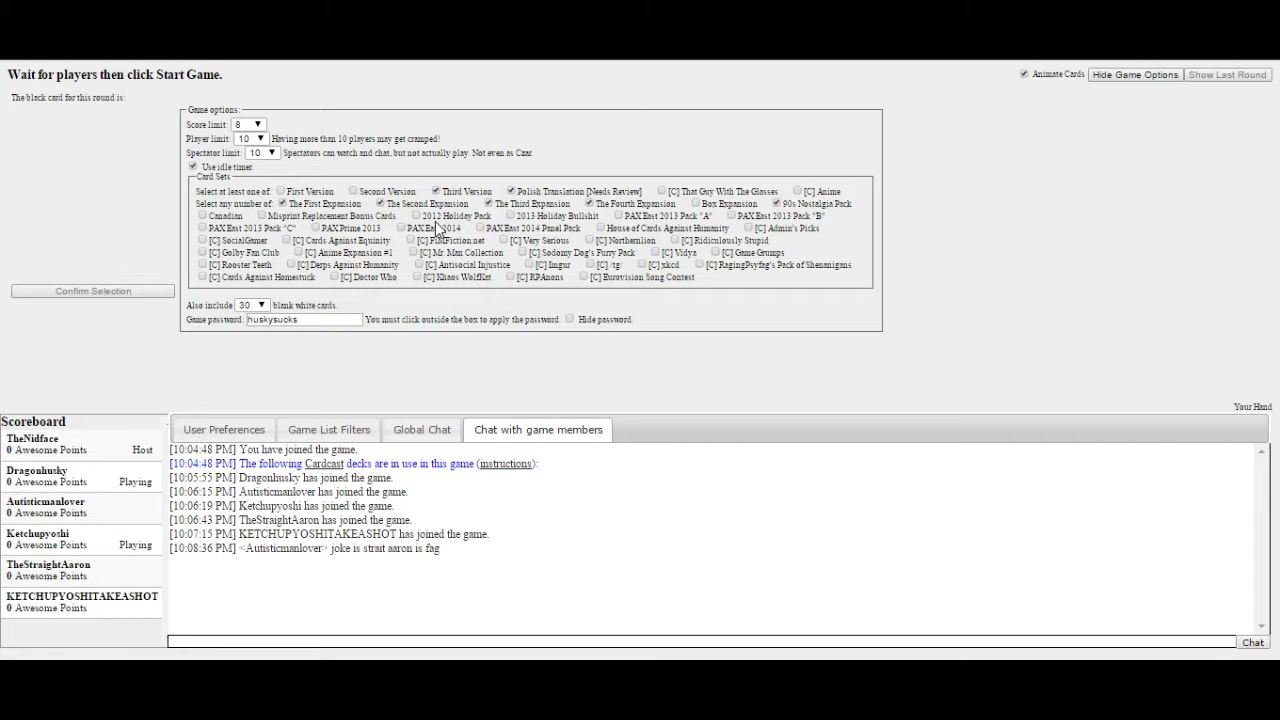 Wait for players then click Start Game.
Animate Cards Hide Game Options Show Last Round
The black card for this round is:
Game options:
Score limit: 8
Player limit: 10 Having more than 10 players may get cramped!
Spectator limit: 10 Spectators can watch and chat, but not actually play. Not even as Czar.
Use idle timer.
Card Sets
Select at least one of: First Version Second Version Third Version Polish Translation [Needs Review] [C] That Guy With The Glasses [C] Anime
Select any number of: The First Expansion The Second Expansion The Third Expansion The Fourth Expansion Box Expansion 90s Nostalgia Pack
Canadian Misprint Replacement Bonus Cards 2012 Holiday Pack 2013 Holiday Bullshit PAX East 2013 Pack "A" PAX East 2013 Pack "B"
PAX East 2013 Pack "C" PAX Prime 2013 PAX East 2014 PAX East 2014 Panel Pack House of Cards Against Humanity [C] Admin's Picks
[C] SocialGamer [C] Cards Against Equinity [C] FimFiction.net [C] Very Serious [C] Northernlion [C] Ridiculously Stupid
[C] Golby Fan Club [C] Anime Expansion #1 [C] Mr. Man Collection [C] Sodomy Dog's Furry Pack [C] Vidya [C] Game Grumps
[C] Rooster Teeth [C] Derps Against Humanity [C] Antisocial Injustice [C] Imgur [C] /tg/ [C] xkcd [C] RagingPsyfag's Pack of Shenanigans
[C] Cards Against Homestuck [C] Doctor Who [C] Khaos WolfKat [C] RPAnons [C] Eurovision Song Contest
Confirm Selection
Also include 30 blank white cards.
Game password: huskysucks You must click outside the box to apply the password. Hide password.
Your Hand
Scoreboard
TheNidface
0 Awesome Points Host
Dragonhusky
0 Awesome Points Playing
Autisticmanlover
0 Awesome Points
Ketchupyoshi
0 Awesome Points Playing
TheStraightAaron
0 Awesome Points
KETCHUPYOSHITAKEASHOT
0 Awesome Points
User Preferences Game List Filters Global Chat Chat with game members
[10:04:48 PM] You have joined the game.
[10:04:48 PM] The following Cardcast decks are in use in this game (instructions):
[10:05:55 PM] Dragonhusky has joined the game.
[10:06:15 PM] Autisticmanlover has joined the game.
[10:06:19 PM] Ketchupyoshi has joined the game.
[10:06:43 PM] TheStraightAaron has joined the game.
[10:07:15 PM] KETCHUPYOSHITAKEASHOT has joined the game.
[10:08:36 PM] <Autisticmanlover> joke is strait aaron is fag
Chat